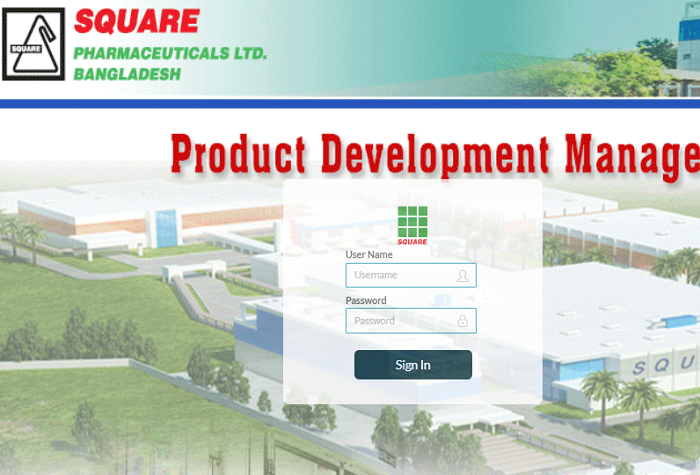 SQUARE
SQUARE
PHARMACEUTICALS LTD.
BANGLADESH
Product Development Manage
SQUARE
User Name
Username
Password
Password
Sign In
SQU